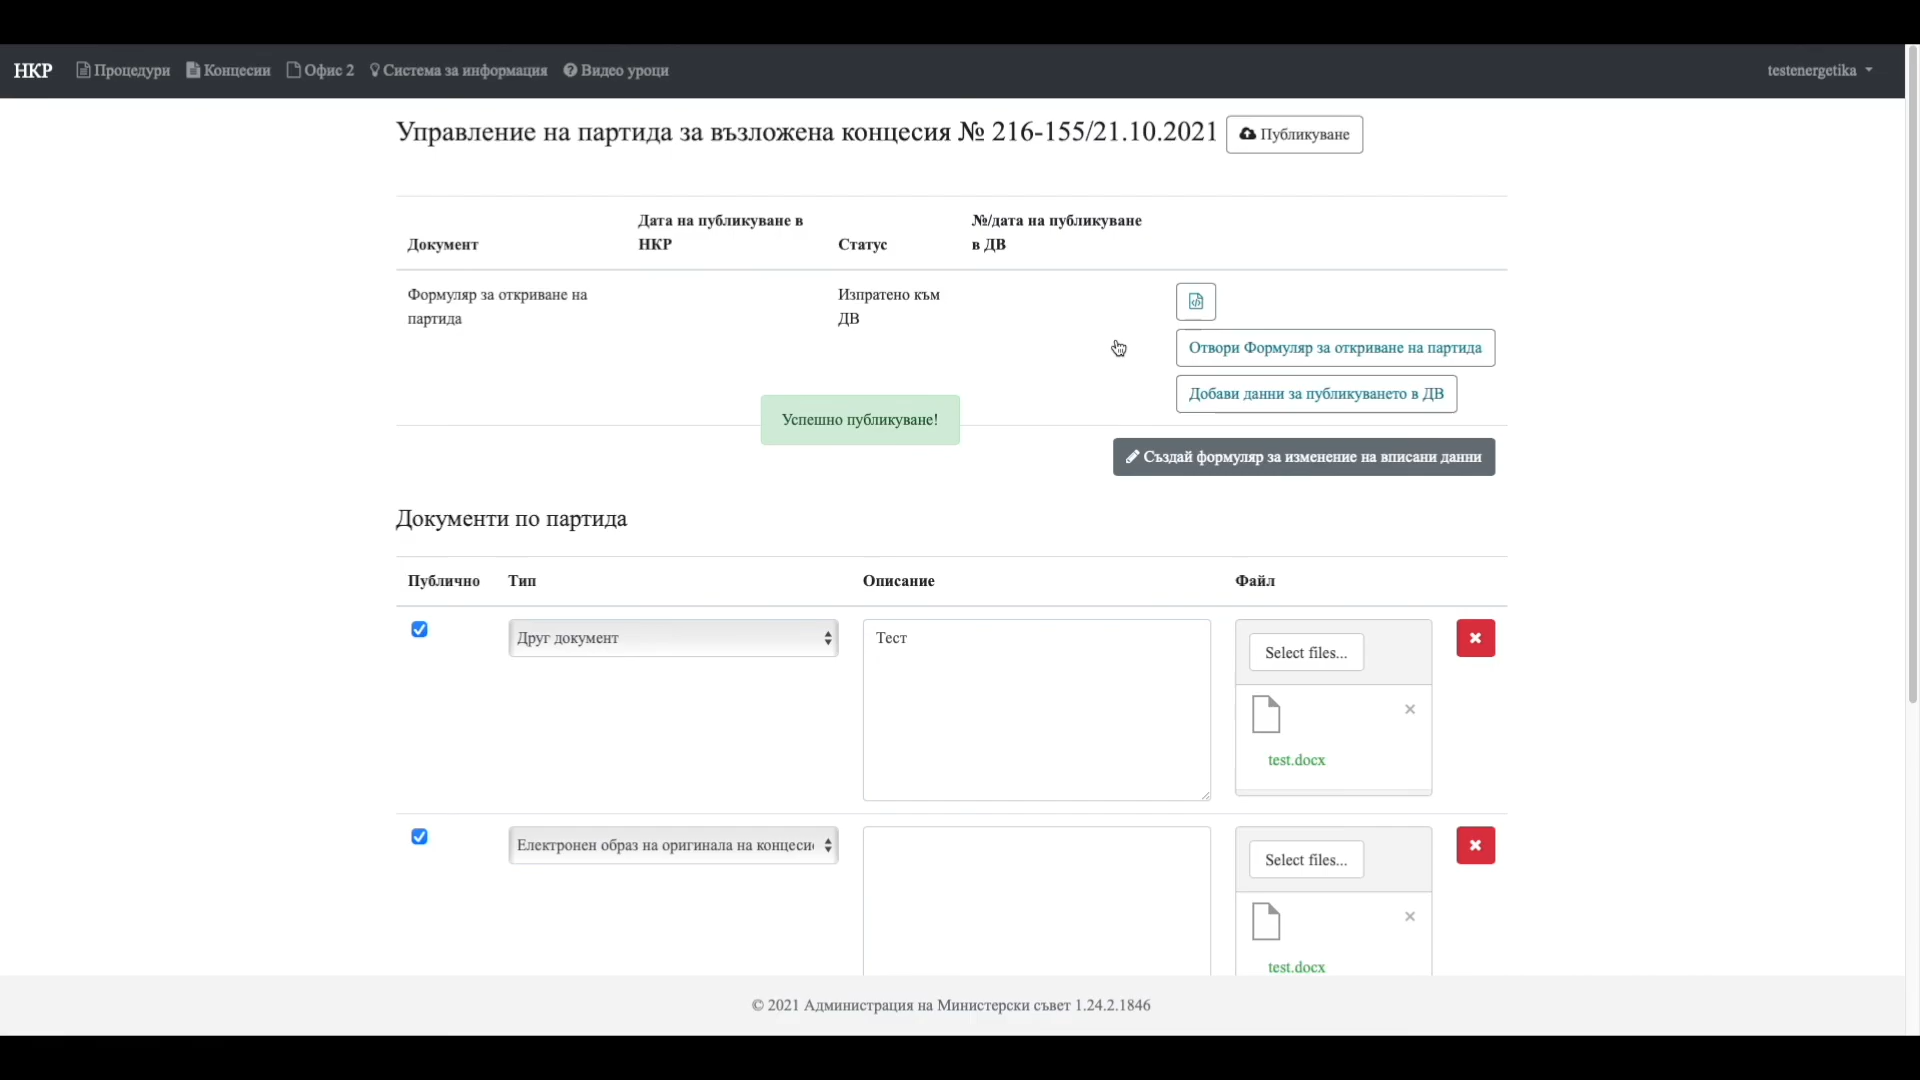 НКР Процедури Концесии Офис 2 Система за информация Видео уроци testenergetika
Управление на партида за възложена концесия № 216-155/21.10.2021 Публикуване
Документ Дата на публикуване в НКР Статус №/дата на публикуване в ДВ
Формуляр за откриване на партида Изпратено към ДВ
Отвори Формуляр за откриване на партида
Добави данни за публикуването в ДВ
Успешно публикуване!
Създай формуляр за изменение на вписани данни
Документи по партида
Публично Тип Описание Файл
Друг документ Тест Select files...
test.docx
Електронен образ на оригинала на концеси Select files...
test.docx
© 2021 Администрация на Министерски съвет 1.24.2.1846